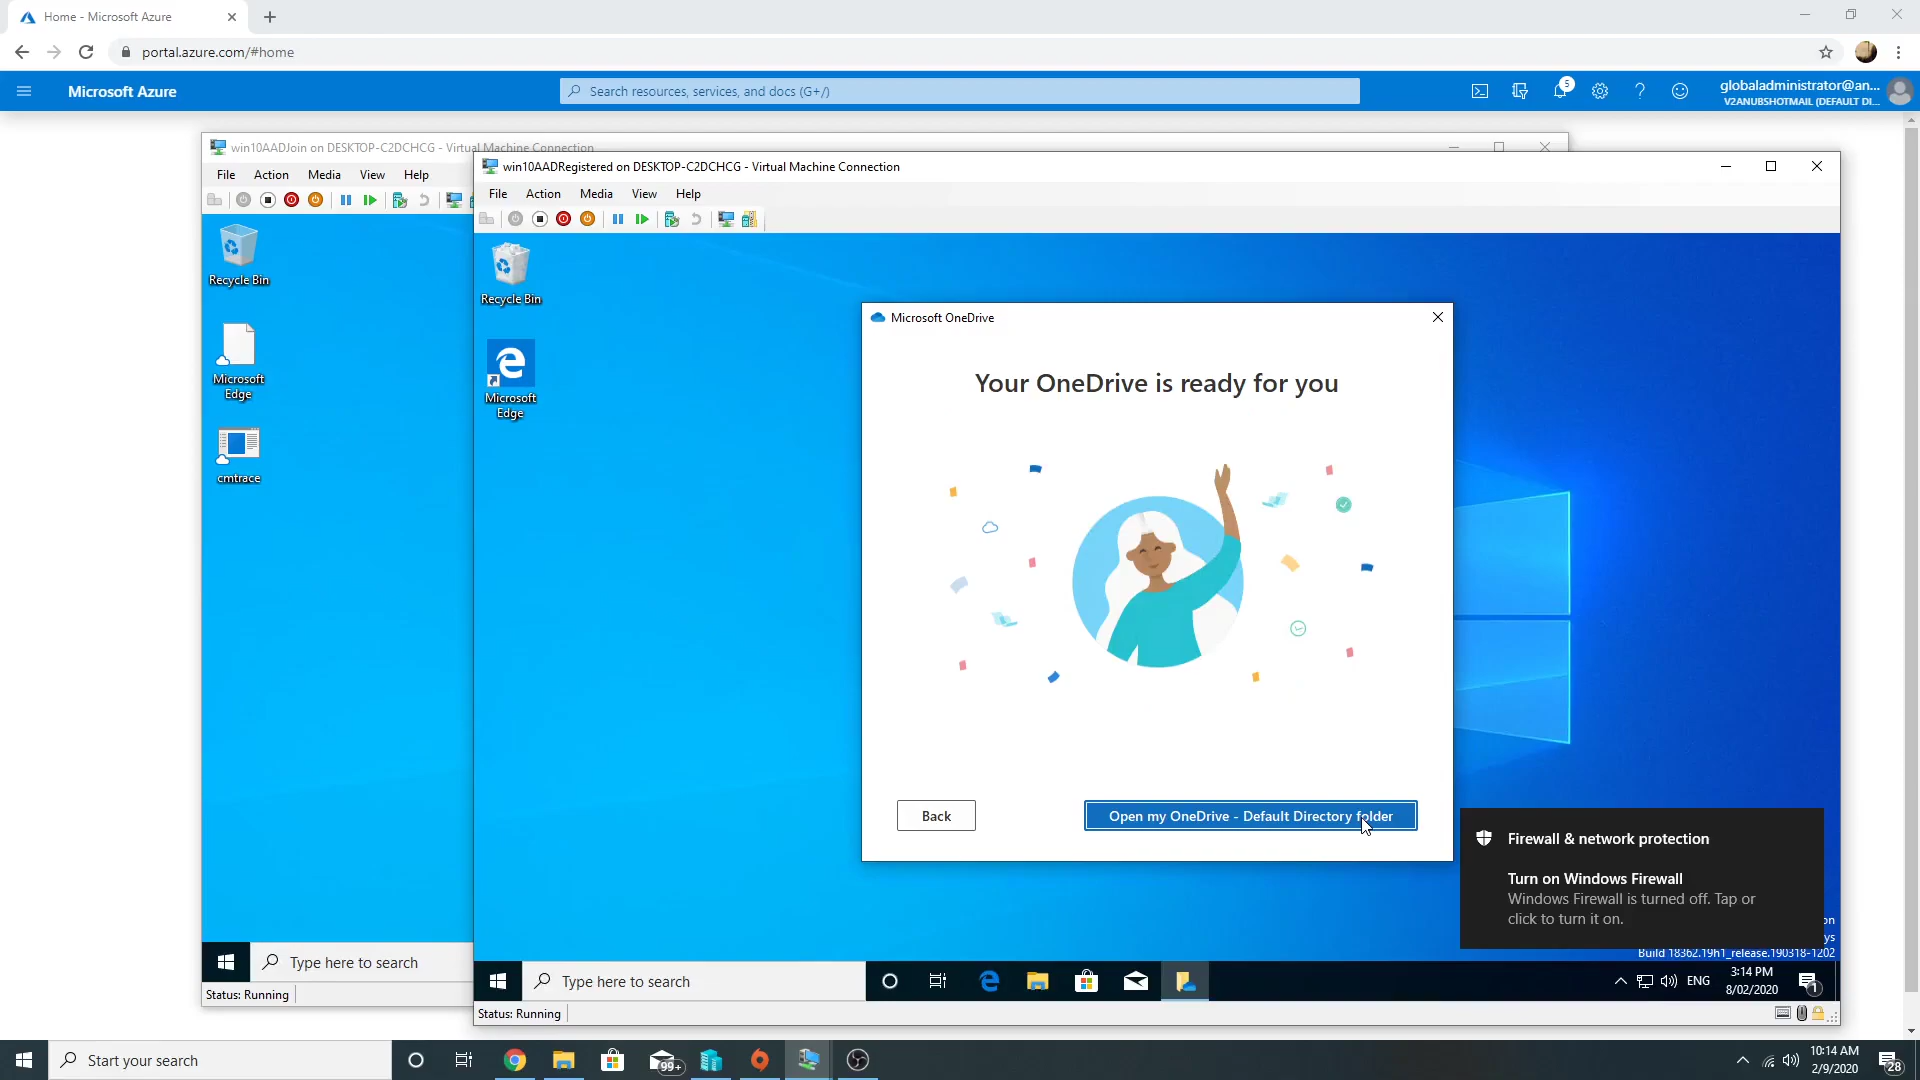 Home - Microsoft Azure
portal.azure.com/#home
Microsoft Azure
Search resources, services, and docs (G+/)
5
globaladministrator@an...
V2ANUBSHOTMAIL (DEFAULT DI...
win10AADJoin on DESKTOP-C2DCHCG - Virtual Machine Connection
File Action Media View Help
Recycle Bin
Microsoft
Edge
cmtrace
Type here to search
Status: Running
win10AADRegistered on DESKTOP-C2DCHCG - Virtual Machine Connection
File Action Media View Help
Recycle Bin
Microsoft
Edge
Microsoft OneDrive
Your OneDrive is ready for you
Back
Open my OneDrive - Default Directory folder
Firewall & network protection
Turn on Windows Firewall
Windows Firewall is turned off. Tap or
click to turn it on.
on
ys
Build 18362.19h1_release.190318-1202
Type here to search
ENG
3:14 PM
8/02/2020
1
Status: Running
Start your search
99+
10:14 AM
2/9/2020
28